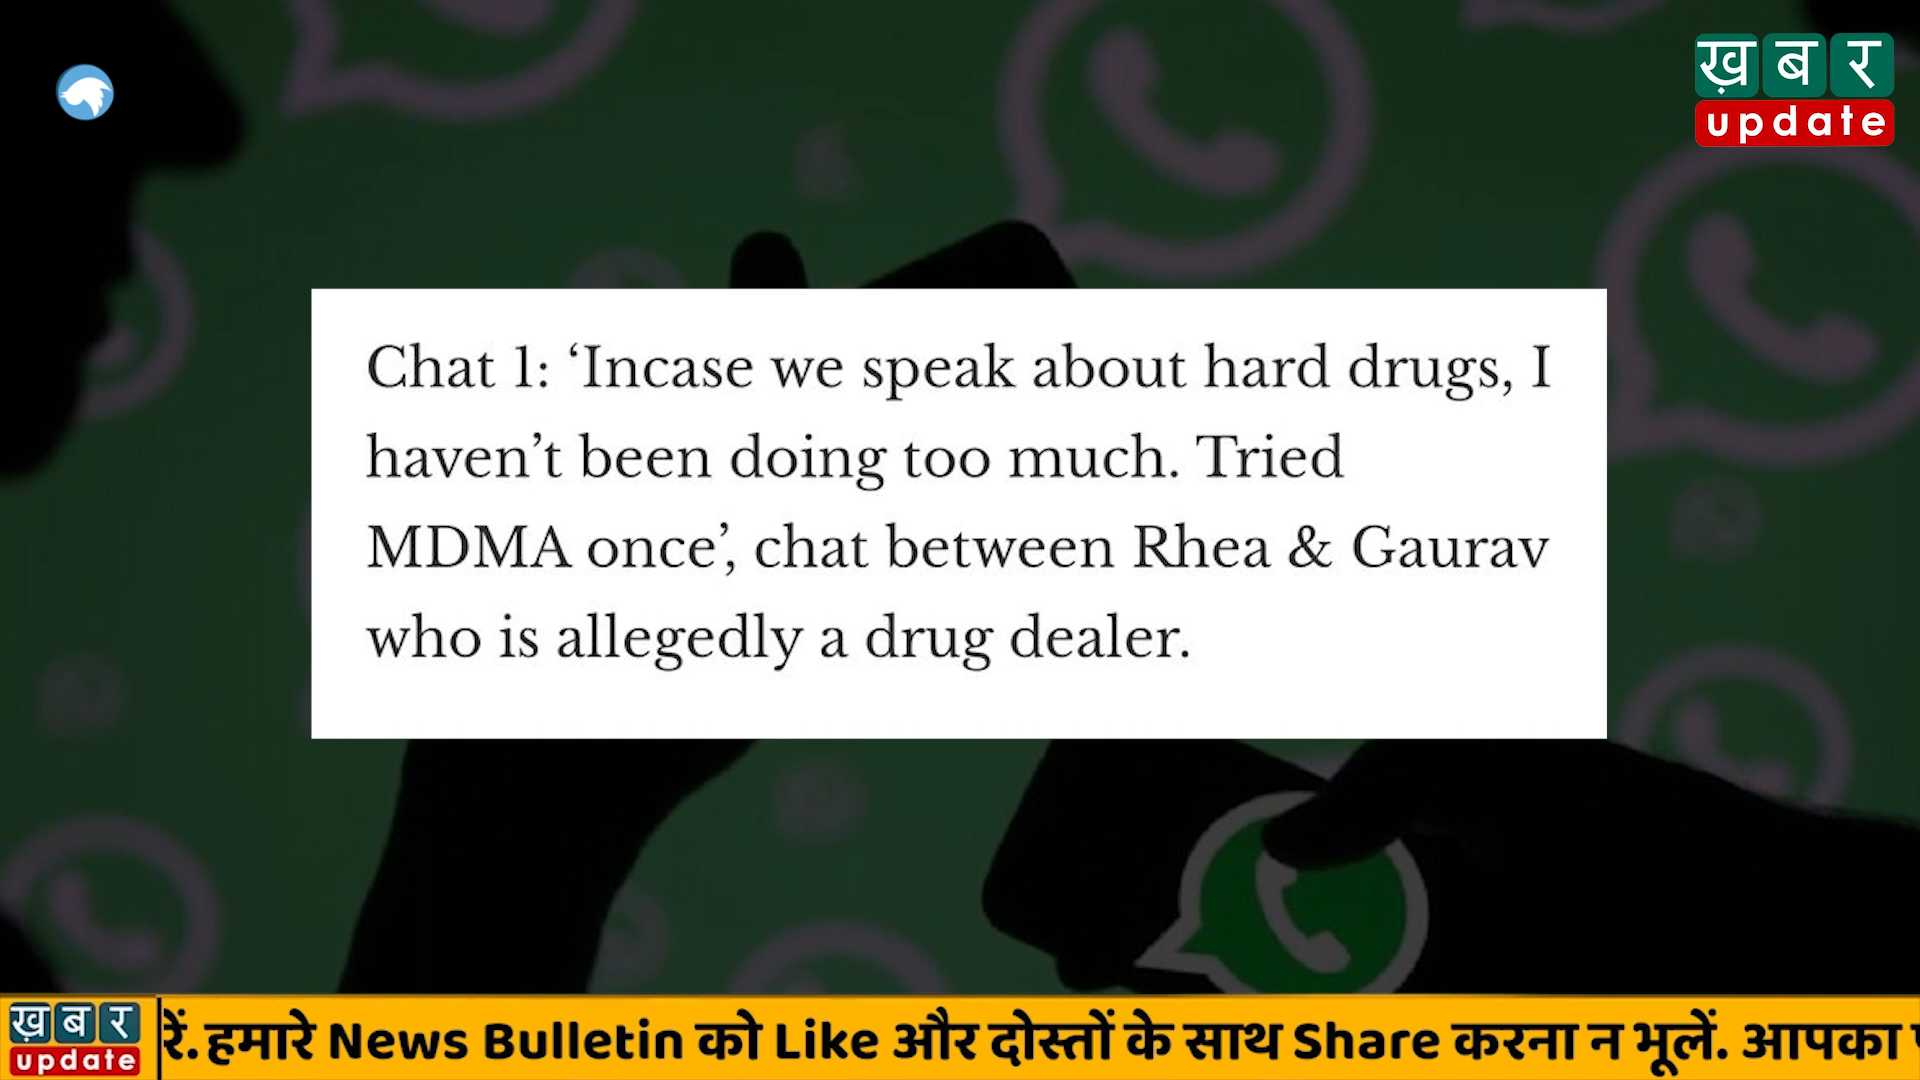 ख़बर
update
Chat 1: ‘Incase we speak about hard drugs, I
haven’t been doing too much. Tried
MDMA once’, chat between Rhea & Gaurav
who is allegedly a drug dealer.
ख़बर
update
रें. हमारे News Bulletin को Like और दोस्तों के साथ Share करना न भूलें. आपका